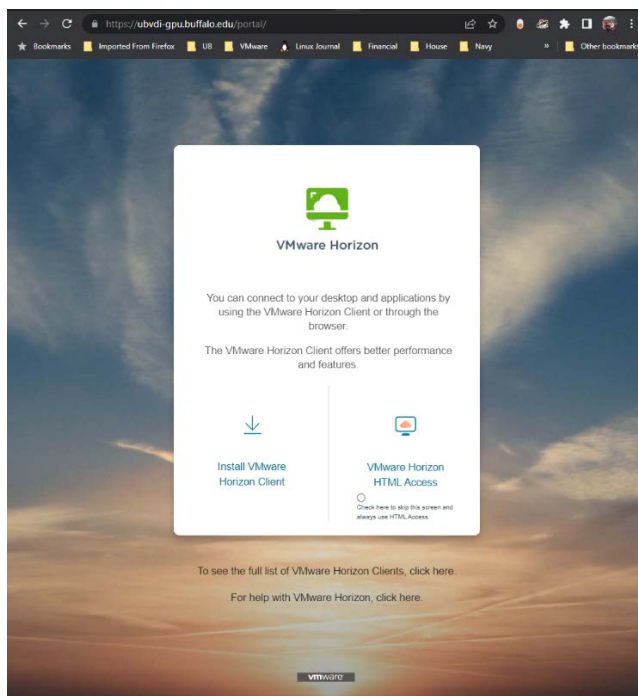 https://ubvdi-gpu.buffalo.edu/portal/
Bookmarks Imported From Firefox UB VMware Linux Journal Financial House Navy » Other bookmarks
VMware Horizon
You can connect to your desktop and applications by
using the VMware Horizon Client or through the
browser.
The VMware Horizon Client offers better performance
and features.
Install VMware
Horizon Client
VMware Horizon
HTML Access
Check here to skip this screen and
always use HTML Access.
To see the full list of VMware Horizon Clients, click here.
For help with VMware Horizon, click here.
vmware